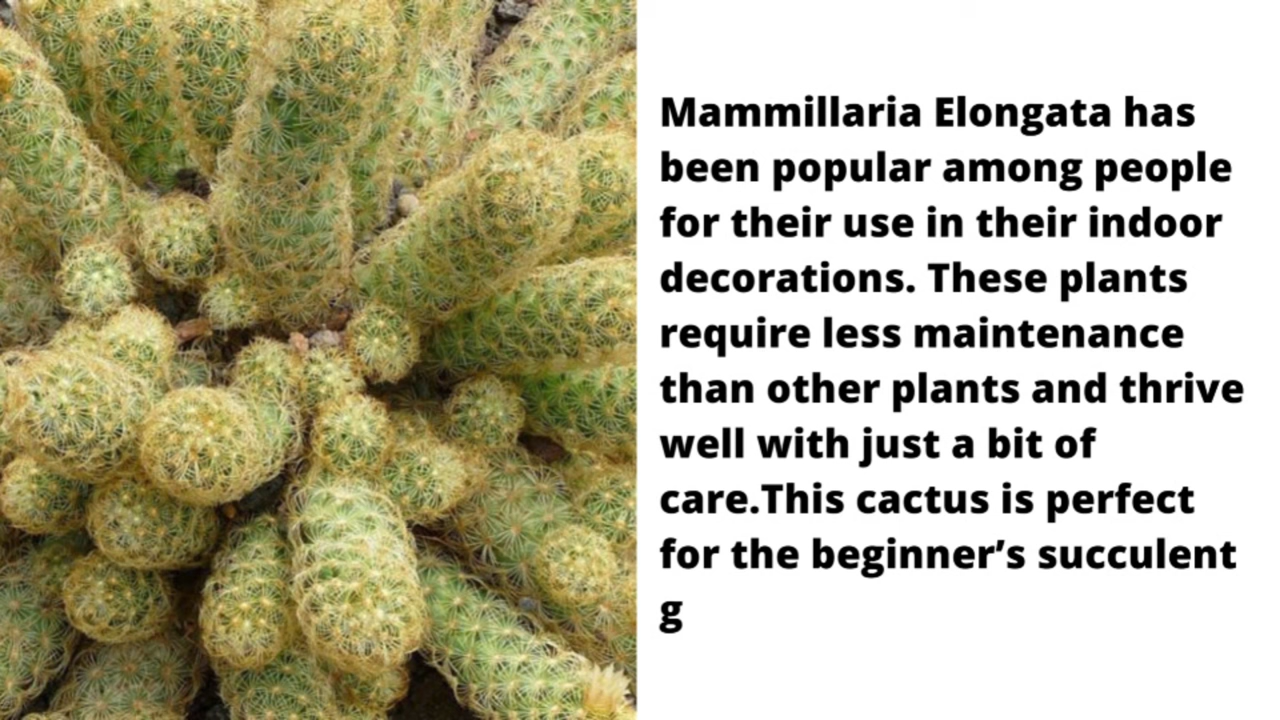 Mammillaria Elongata has
been popular among people
for their use in their indoor
decorations. These plants
require less maintenance
than other plants and thrive
well with just a bit of
care.This cactus is perfect
for the beginner’s succulent
g